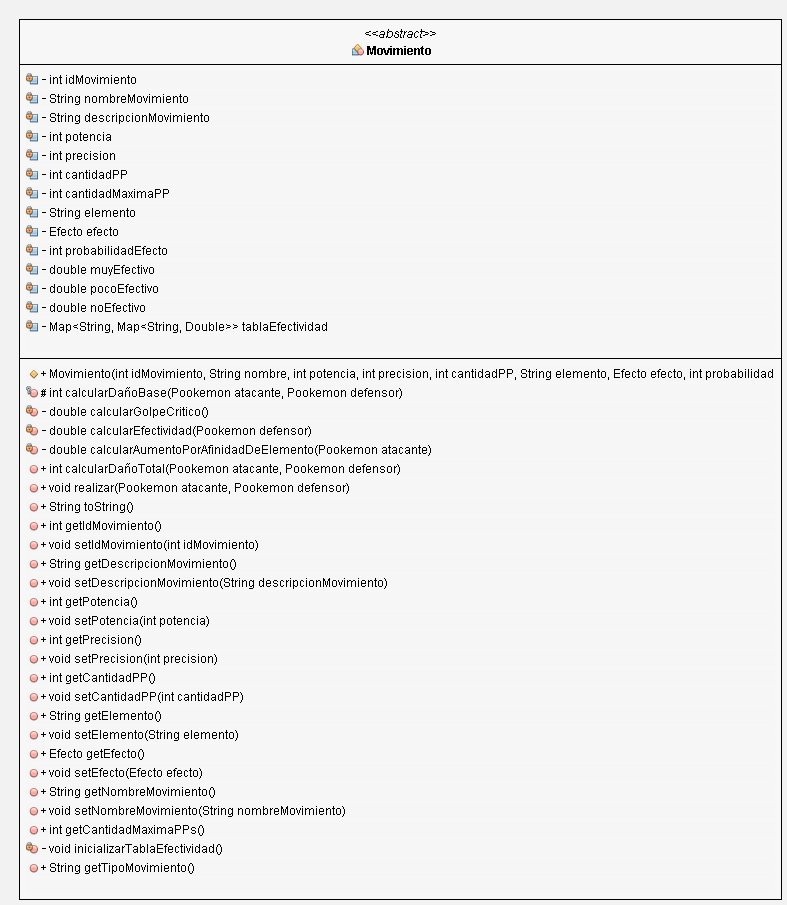 <<abstract>>
Movimiento
- int idMovimiento
- String nombreMovimiento
- String descripcionMovimiento
- int potencia
- int precision
- int cantidadPP
- int cantidadMaximaPP
- String elemento
- Efecto efecto
- int probabilidadEfecto
- double muyEfectivo
- double pocoEfectivo
- double noEfectivo
- Map<String, Map<String, Double>> tablaEfectividad
+ Movimiento(int idMovimiento, String nombre, int potencia, int precision, int cantidadPP, String elemento, Efecto efecto, int probabilidad
# int calcularDañoBase(Pookemon atacante, Pookemon defensor)
- double calcularGolpeCritico()
- double calcularEfectividad(Pookemon defensor)
- double calcularAumentoPorAfinidadDeElemento(Pookemon atacante)
+ int calcularDañoTotal(Pookemon atacante, Pookemon defensor)
+ void realizar(Pookemon atacante, Pookemon defensor)
+ String toString()
+ int getIdMovimiento()
+ void setIdMovimiento(int idMovimiento)
+ String getDescripcionMovimiento()
+ void setDescripcionMovimiento(String descripcionMovimiento)
+ int getPotencia()
+ void setPotencia(int potencia)
+ int getPrecision()
+ void setPrecision(int precision)
+ int getCantidadPP()
+ void setCantidadPP(int cantidadPP)
+ String getElemento()
+ void setElemento(String elemento)
+ Efecto getEfecto()
+ void setEfecto(Efecto efecto)
+ String getNombreMovimiento()
+ void setNombreMovimiento(String nombreMovimiento)
+ int getCantidadMaximaPPs()
- void inicializarTablaEfectividad()
+ String getTipoMovimiento()